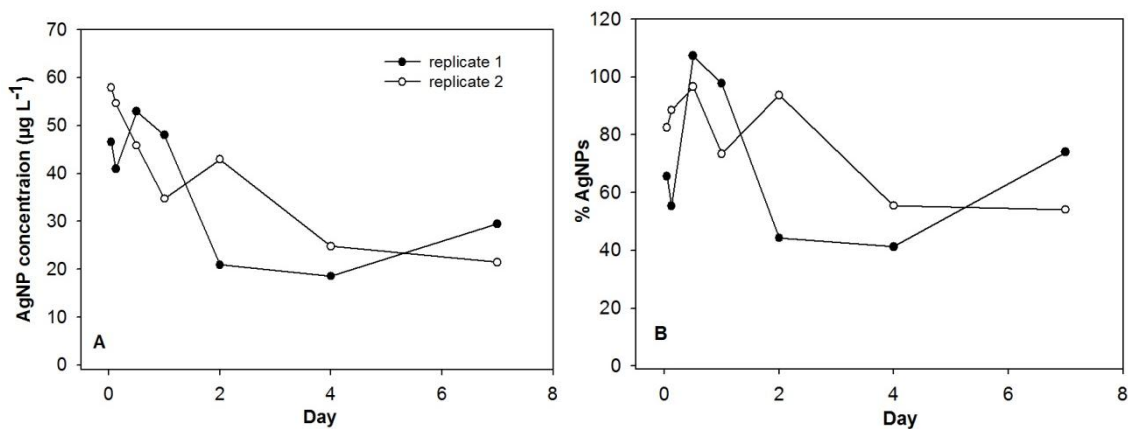 70
60
50
40
30
20
10
0
AgNP concentraion (µg L⁻¹)
replicate 1
replicate 2
A
0 2 4 6 8
Day
120
100
80
60
40
20
0
% AgNPs
B
0 2 4 6 8
Day